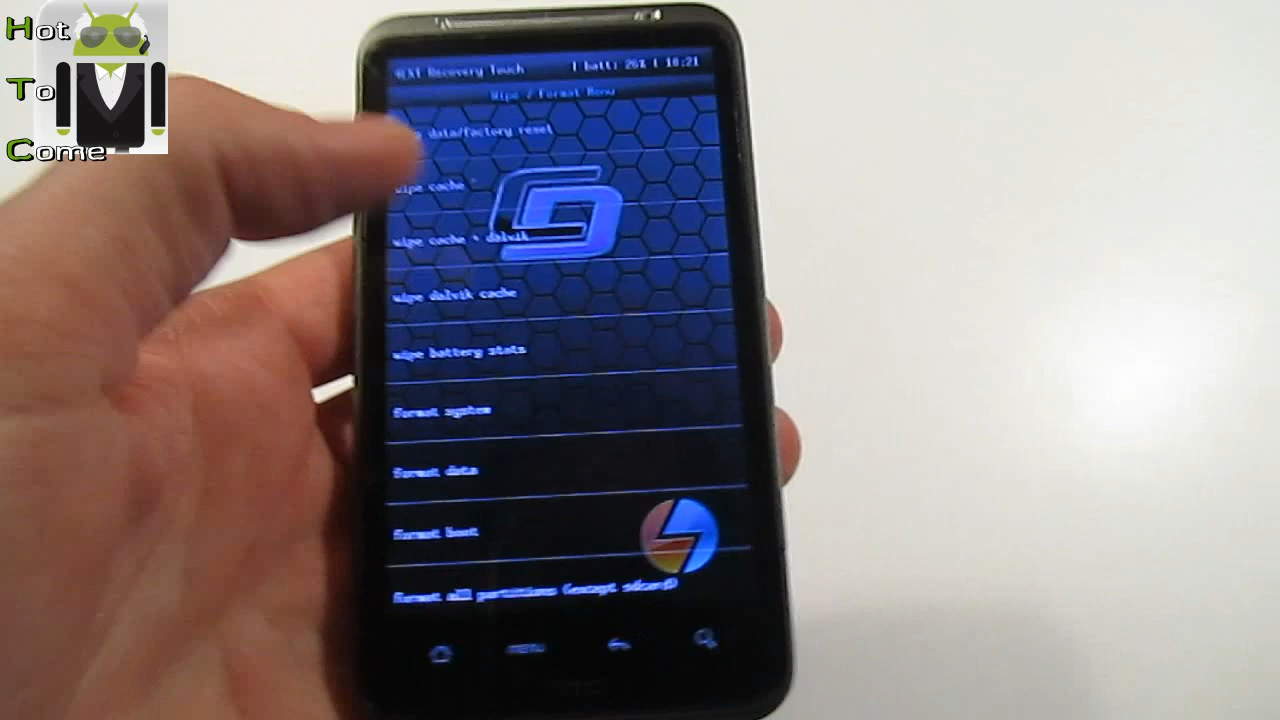 Hot
To
Come
4EXT Recovery Touch | batt: 26% | 18:21
Wipe / Format Menu
data/factory reset
wipe cache
wipe cache + dalvik
wipe dalvik cache
wipe battery stats
format system
format data
format boot
format all partitions (except sdcard)
menu